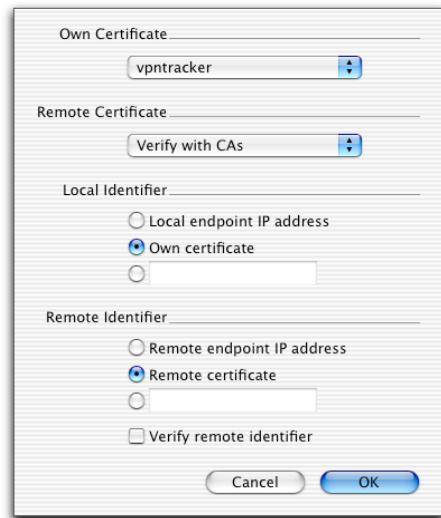 Own Certificate
vpntracker
Remote Certificate
Verify with CAs
Local Identifier
Local endpoint IP address
Own certificate
Remote Identifier
Remote endpoint IP address
Remote certificate
Verify remote identifier
Cancel OK